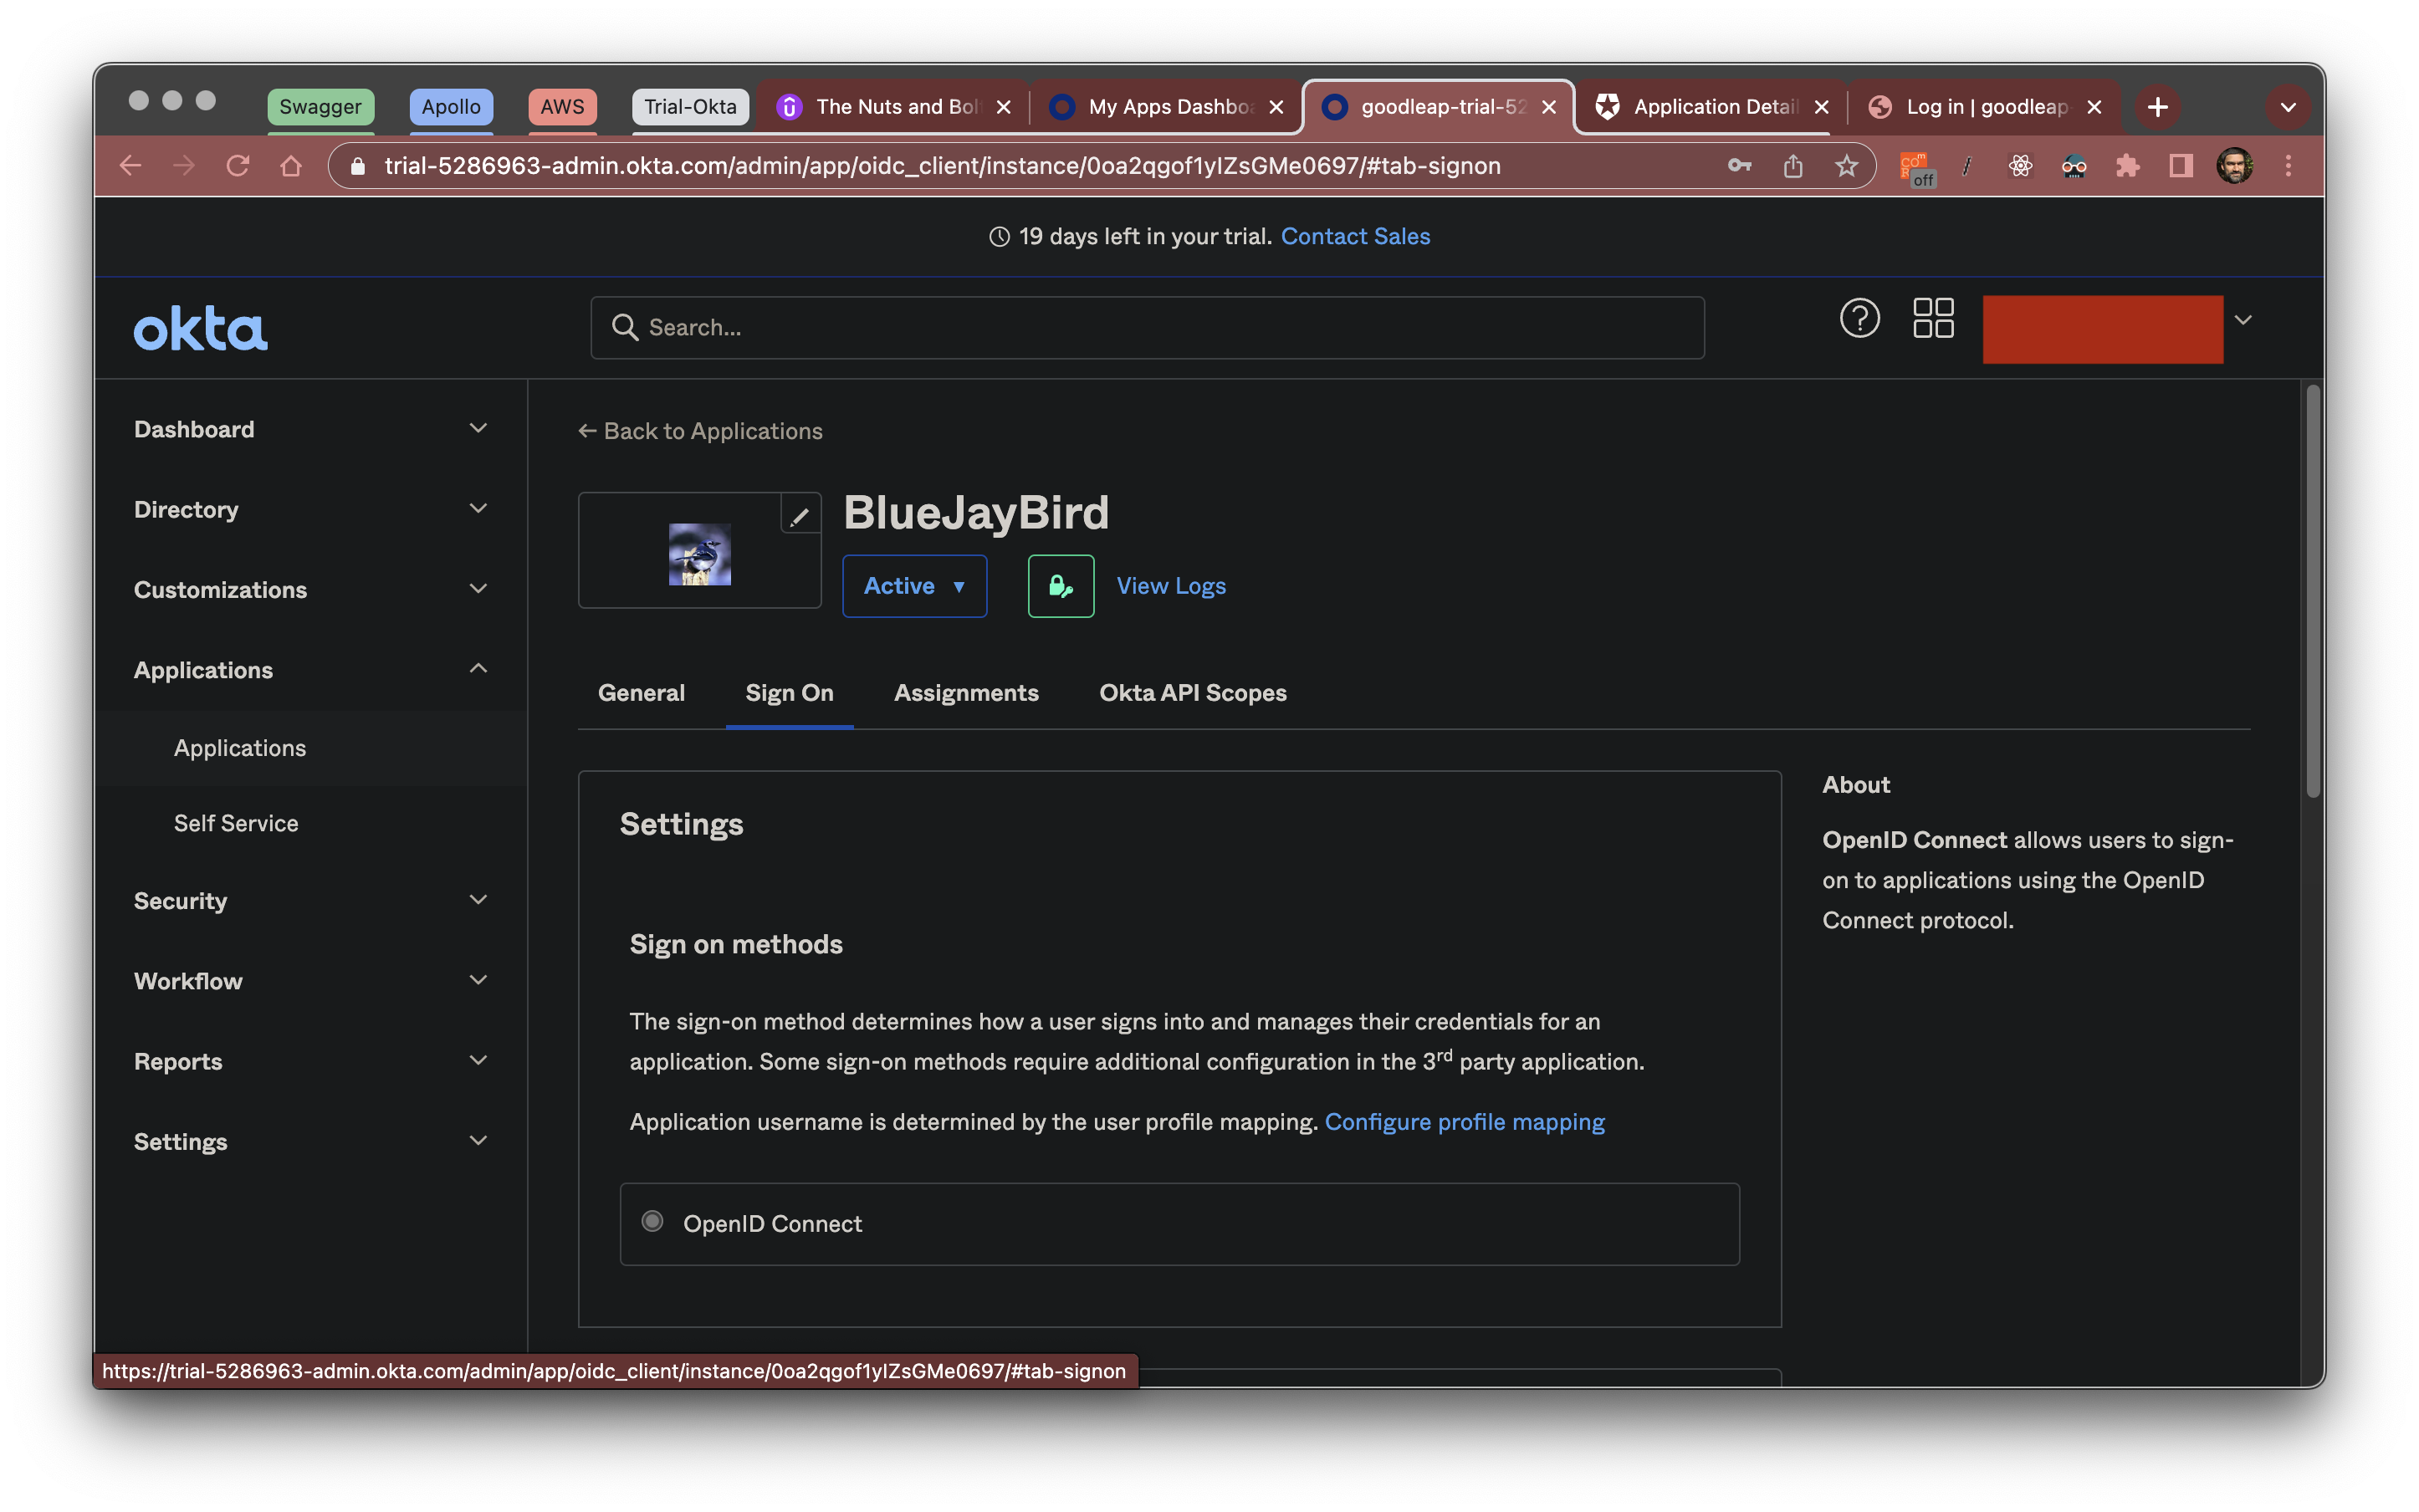 Swagger
Apollo
AWS
Trial-Okta
The Nuts and Bol
My Apps Dashbo
goodleap-trial-52
Application Detail
Log in | goodleap
trial-5286963-admin.okta.com/admin/app/oidc_client/instance/0oa2qgof1yIZsGMe0697/#tab-signon
off
19 days left in your trial. Contact Sales
okta
Search...
Dashboard
Directory
Customizations
Applications
Applications
Self Service
Security
Workflow
Reports
Settings
← Back to Applications
BlueJayBird
Active
View Logs
General
Sign On
Assignments
Okta API Scopes
Settings
Sign on methods
The sign-on method determines how a user signs into and manages their credentials for an
application. Some sign-on methods require additional configuration in the 3rd party application.
Application username is determined by the user profile mapping. Configure profile mapping
OpenID Connect
About
OpenID Connect allows users to sign-
on to applications using the OpenID
Connect protocol.
https://trial-5286963-admin.okta.com/admin/app/oidc_client/instance/0oa2qgof1yIZsGMe0697/#tab-signon